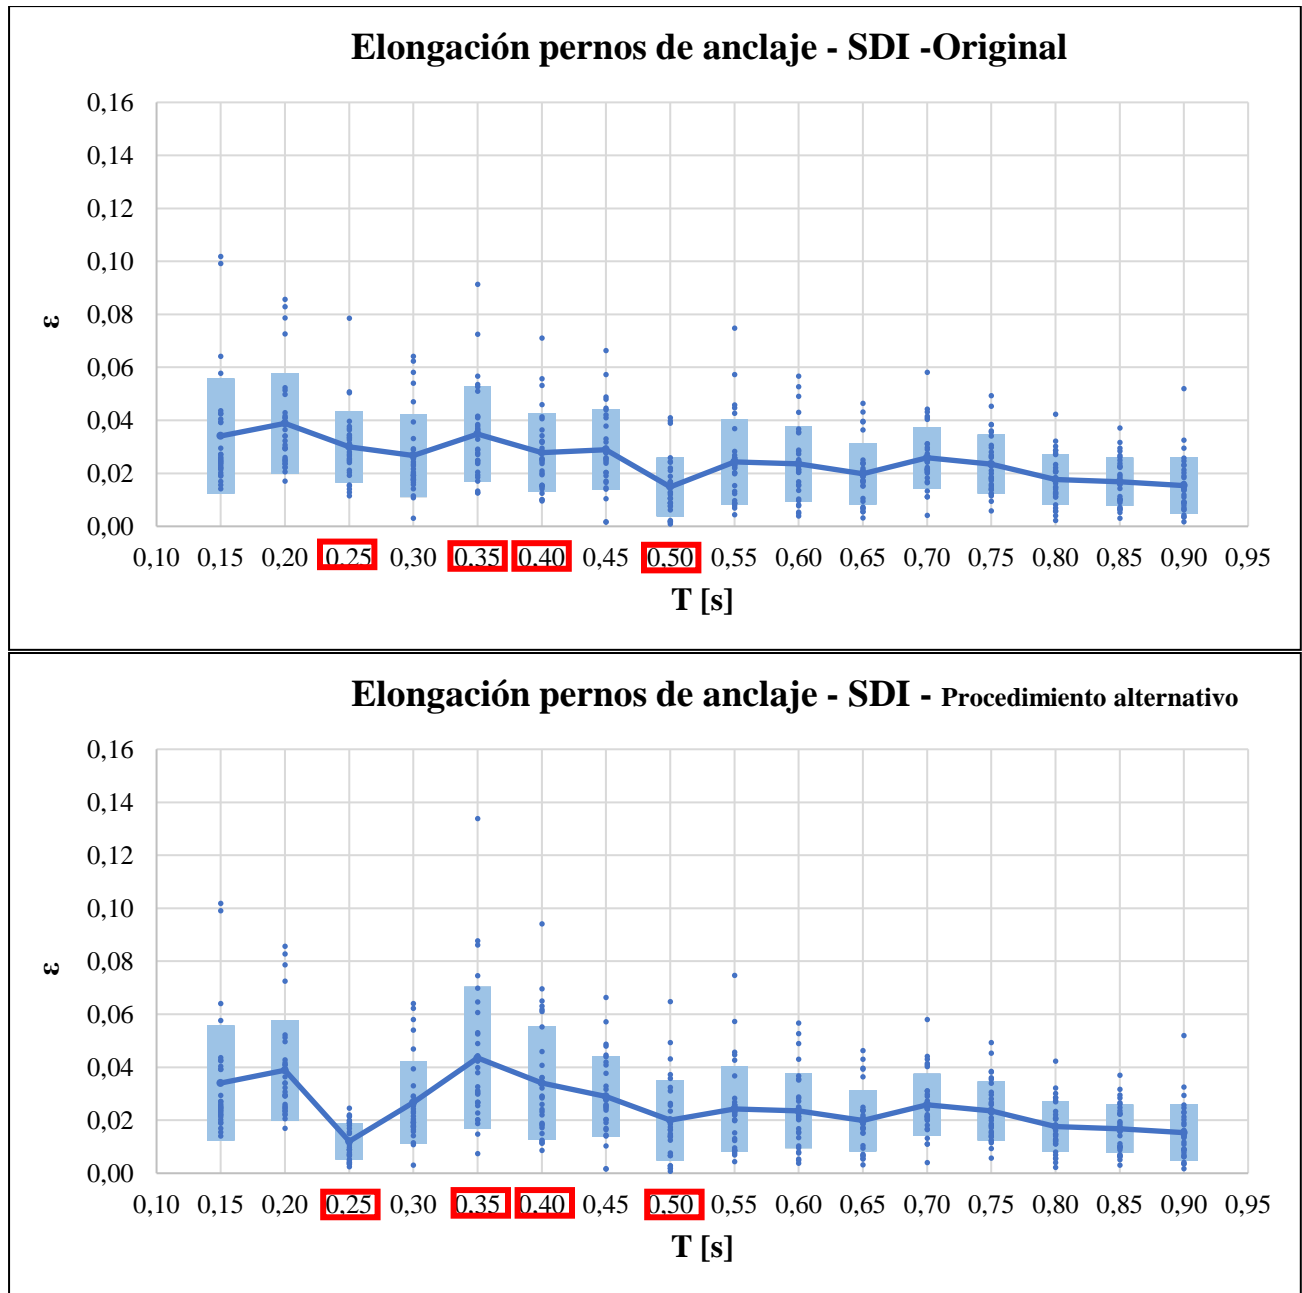 Elongación pernos de anclaje - SDI -Original
0,16
0,14
0,12
0,10
0,08
ε
0,06
0,04
0,02
0,00
0,10 0,15 0,20 0,25 0,30 0,35 0,40 0,45 0,50 0,55 0,60 0,65 0,70 0,75 0,80 0,85 0,90 0,95
T [s]
Elongación pernos de anclaje - SDI - Procedimiento alternativo
0,16
0,14
0,12
0,10
0,08
ε
0,06
0,04
0,02
0,00
0,10 0,15 0,20 0,25 0,30 0,35 0,40 0,45 0,50 0,55 0,60 0,65 0,70 0,75 0,80 0,85 0,90 0,95
T [s]